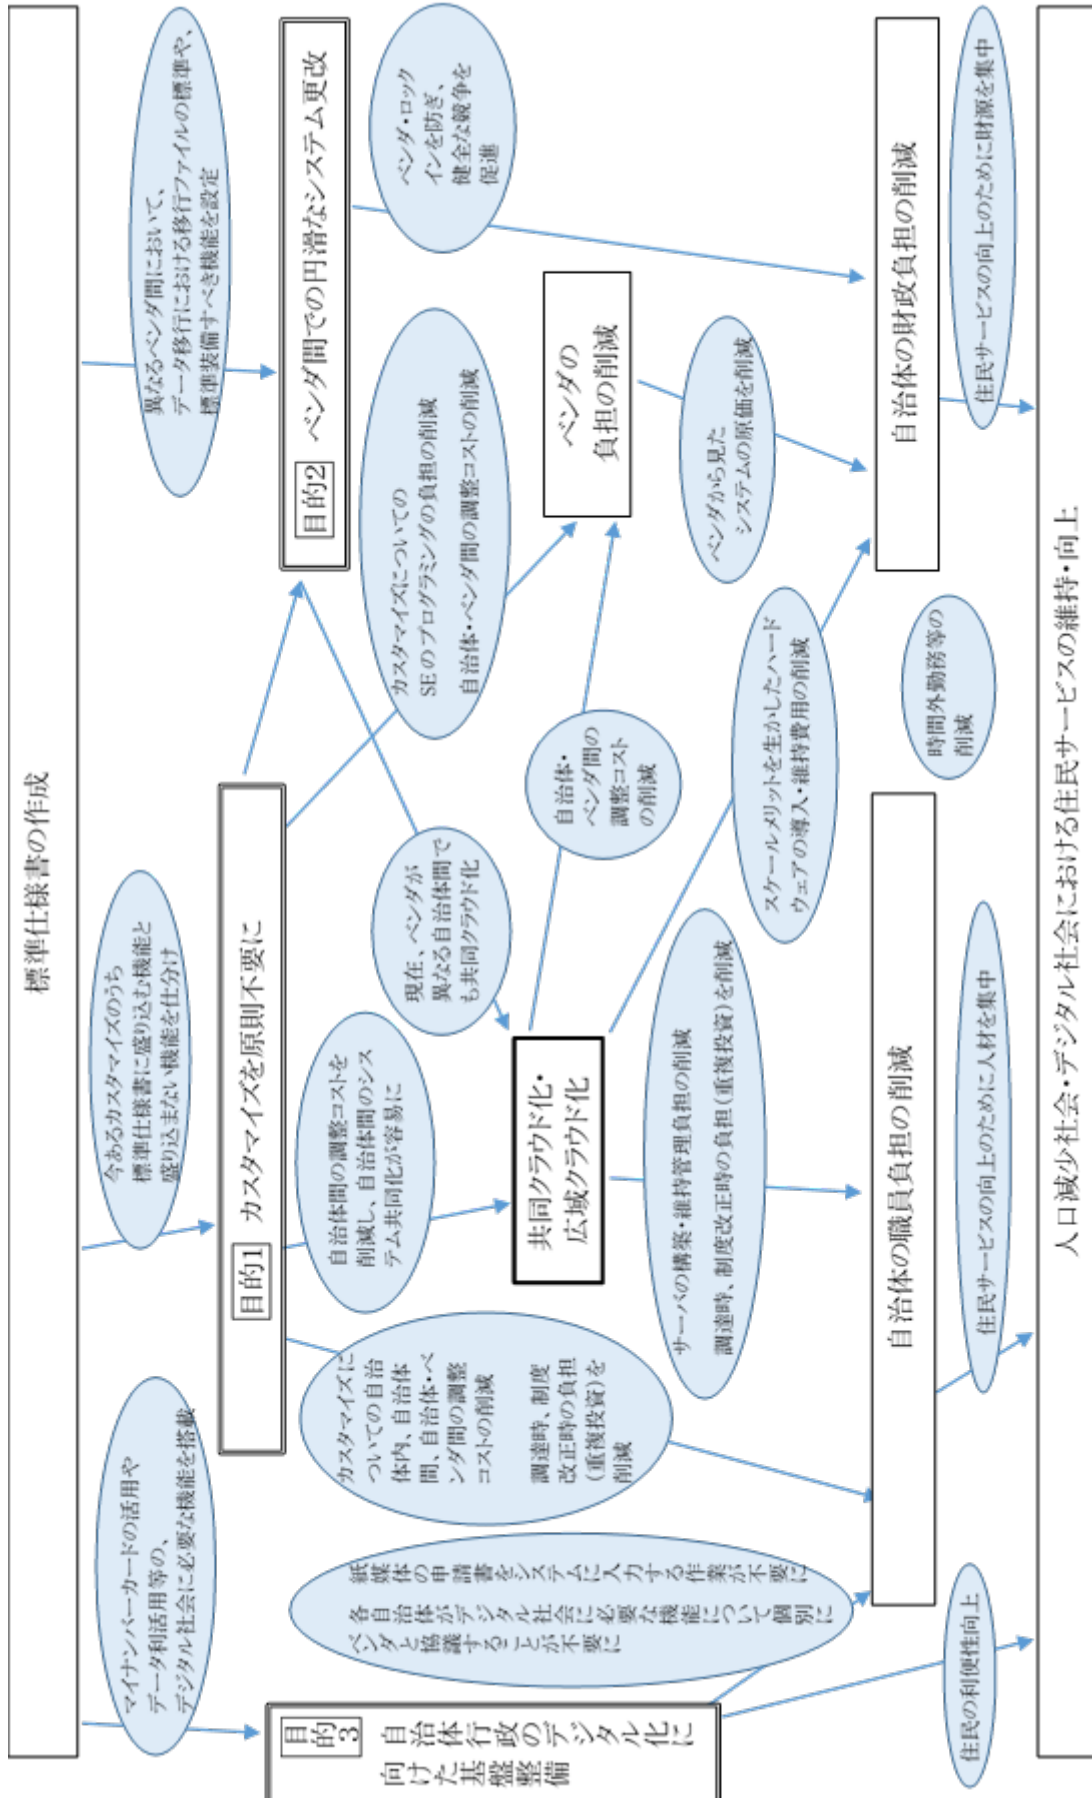 標準仕様書の作成
マイナンバーカードの活用や
データ利活用等の、
デジタル社会に必要な機能を搭載
今あるカスタマイズのうち
標準仕様書に盛り込む機能と
盛り込まない機能を仕分け
異なるベンダ間において、
データ移行における移行ファイルの標準や、
標準装備すべき機能を設定
目的3
自治体行政のデジタル化に
向けた基盤整備
目的1 カスタマイズを原則不要に
目的2 ベンダ間での円滑なシステム更改
紙媒体の申請書をシステムに入力する作業が不要に
各自治体がデジタル社会に必要な機能について個別に
ベンダと協議することが不要に
カスタマイズに
ついての自治
体内、自治体
間、自治体・ベ
ンダ間の調整
コストの削減
調達時、制度
改正時の負担
(重複投資)を
削減
自治体間の調整コストを
削減し、自治体間のシス
テム共同化が容易に
現在、ベンダが
異なる自治体間で
も共同クラウド化
カスタマイズについての
SEのプログラミングの負担の削減
自治体・ベンダ間の調整コストの削減
ベンダ・ロック
インを防ぎ、
健全な競争を
促進
共同クラウド化・
広域クラウド化
自治体・
ベンダ間の
調整コスト
の削減
ベンダの
負担の削減
サーバの構築・維持管理負担の削減
調達時、制度改正時の負担(重複投資)を削減
スケールメリットを生かしたハード
ウェアの導入・維持費用の削減
ベンダから見た
システムの原価を削減
自治体の職員負担の削減
時間外勤務等の
削減
自治体の財政負担の削減
住民の利便性向上
住民サービスの向上のために人材を集中
住民サービスの向上のために財源を集中
人口減少社会・デジタル社会における住民サービスの維持・向上